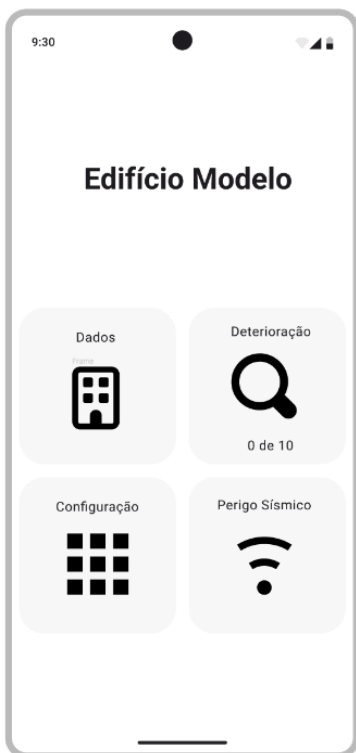 9:30
Edifício Modelo
Dados
Frame
Deterioração
0 de 10
Configuração
Perigo Sísmico